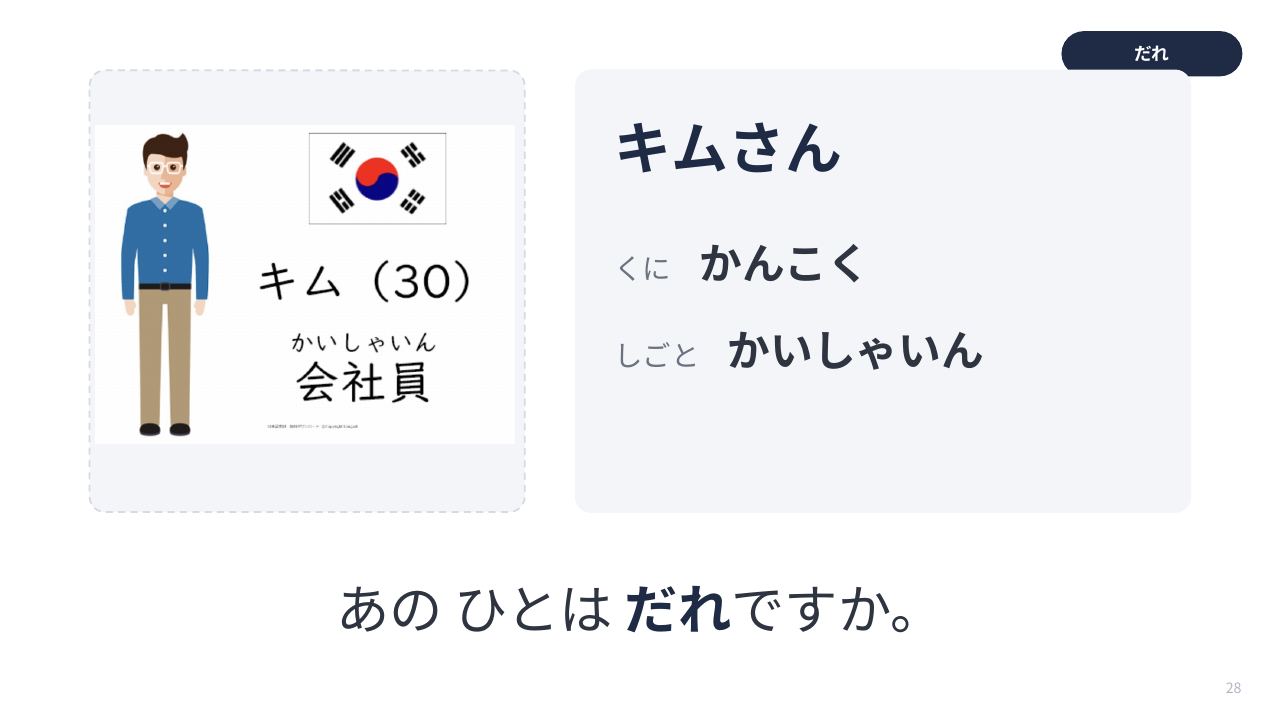 だれ
キム（30）
かいしゃいん
会社員
キムさん
くに かんこく
しごと かいしゃいん
あの ひとは だれですか。
28